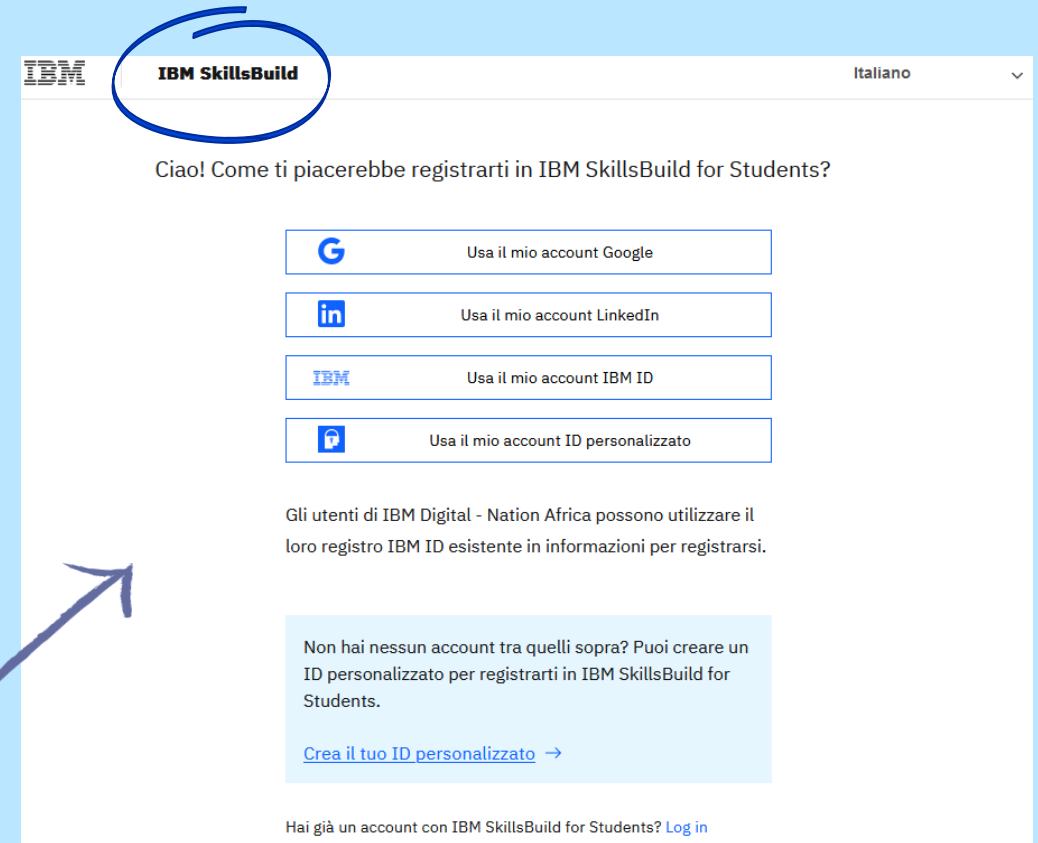 IBM IBM SkillsBuild Italiano
Ciao! Come ti piacerebbe registrarti in IBM SkillsBuild for Students?
Usa il mio account Google
in Usa il mio account LinkedIn
IBM Usa il mio account IBM ID
Usa il mio account ID personalizzato
Gli utenti di IBM Digital - Nation Africa possono utilizzare il
loro registro IBM ID esistente in informazioni per registrarsi.
Non hai nessun account tra quelli sopra? Puoi creare un
ID personalizzato per registrarti in IBM SkillsBuild for
Students.
Crea il tuo ID personalizzato →
Hai già un account con IBM SkillsBuild for Students? Log in